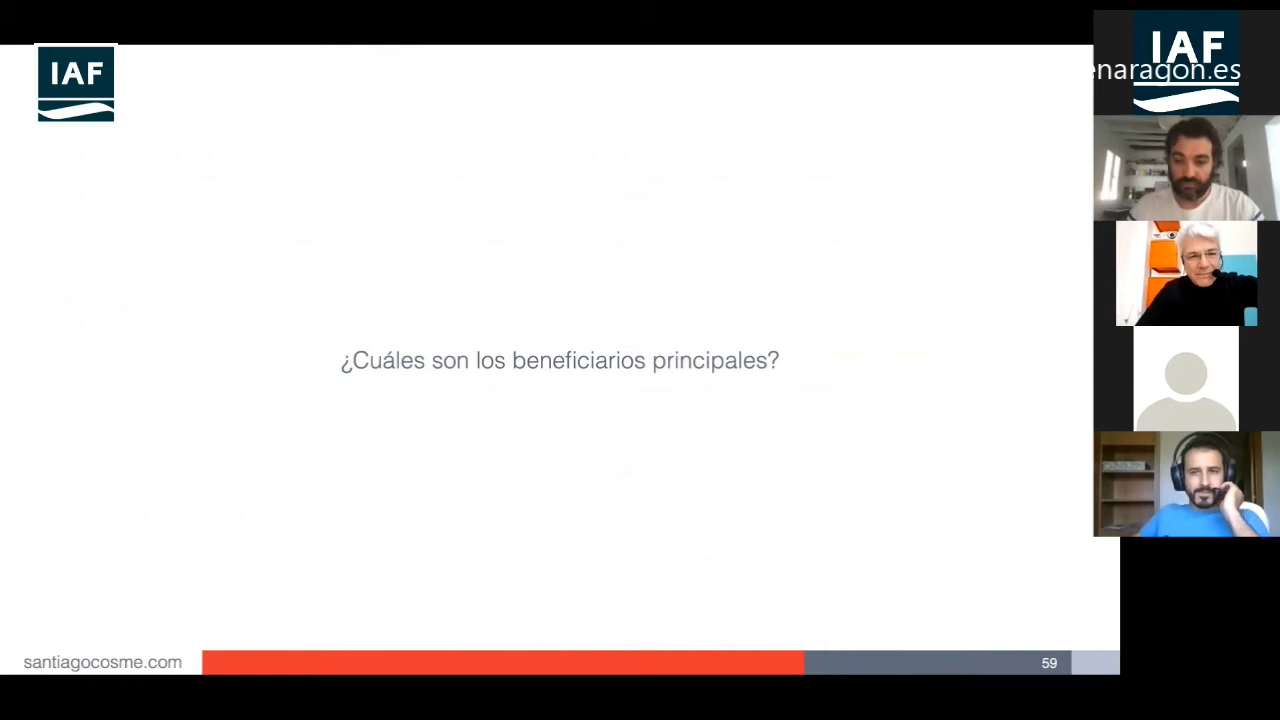 IAF
IAF
enaragon.es
¿Cuáles son los beneficiarios principales?
santiagocosme.com
59